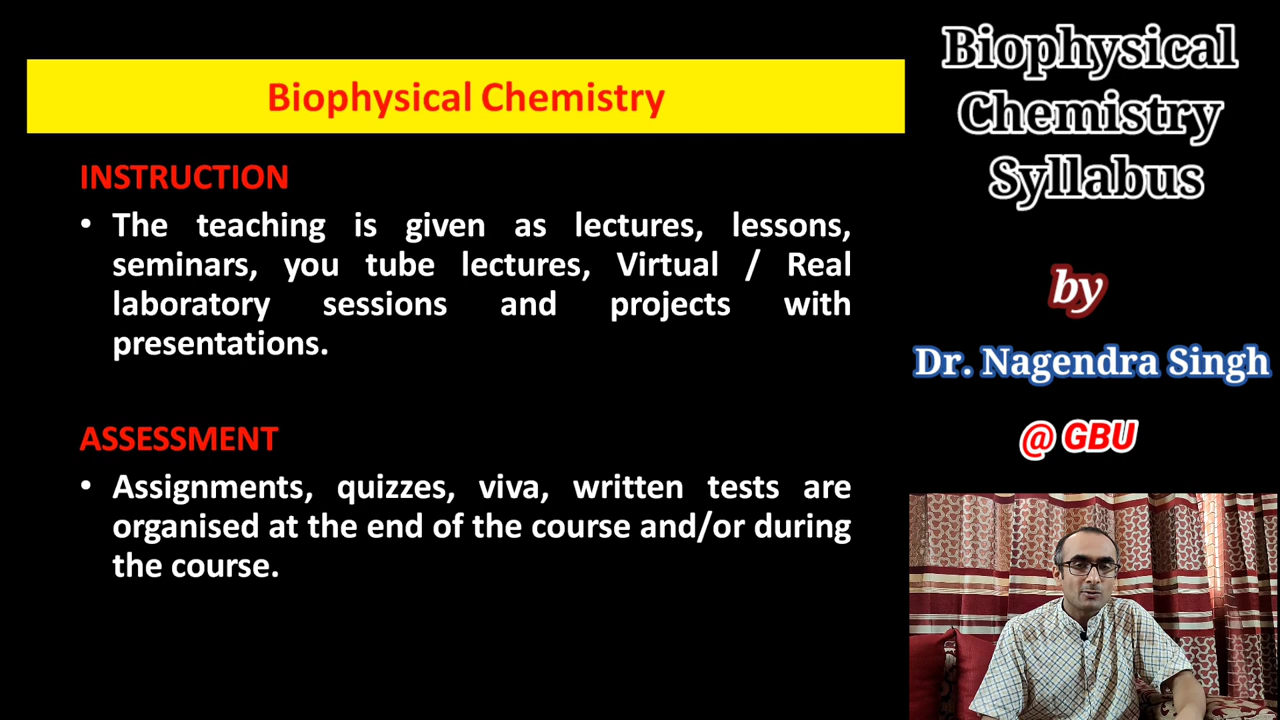 Biophysical Chemistry
INSTRUCTION
• The teaching is given as lectures, lessons,
seminars, you tube lectures, Virtual / Real
laboratory sessions and projects with
presentations.
ASSESSMENT
• Assignments, quizzes, viva, written tests are
organised at the end of the course and/or during
the course.
Biophysical
Chemistry
Syllabus
by
Dr. Nagendra Singh
@ GBU